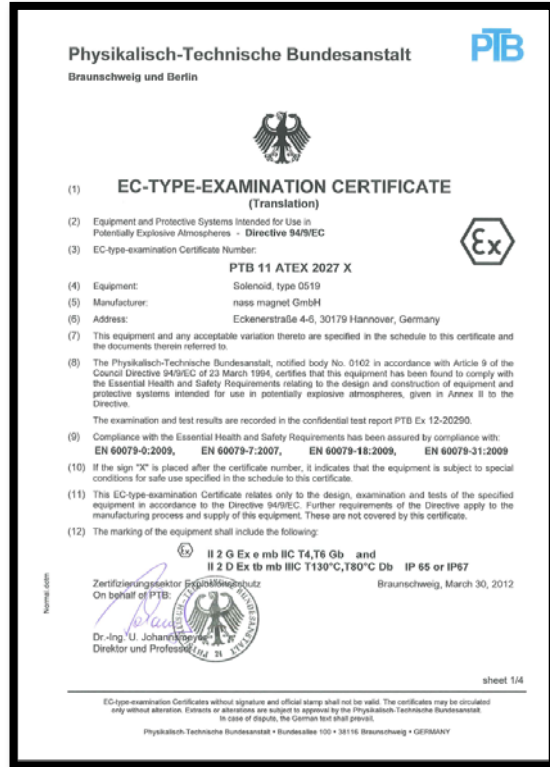 Physikalisch-Technische Bundesanstalt
PTB
Braunschweig und Berlin
(1) EC-TYPE-EXAMINATION CERTIFICATE
(Translation)
(2) Equipment and Protective Systems Intended for Use in
Potentially Explosive Atmospheres - Directive 94/9/EC
(3) EC-type-examination Certificate Number:
Ex
PTB 11 ATEX 2027 X
(4) Equipment: Solenoid, type 0519
(5) Manufacturer: nass magnet GmbH
(6) Address: Eckenerstraße 4-6, 30179 Hannover, Germany
(7) This equipment and any acceptable variation thereto are specified in the schedule to this certificate and
the documents therein referred to.
(8) The Physikalisch-Technische Bundesanstalt, notified body No. 0102 in accordance with Article 9 of the
Council Directive 94/9/EC of 23 March 1994, certifies that this equipment has been found to comply with
the Essential Health and Safety Requirements relating to the design and construction of equipment and
protective systems intended for use in potentially explosive atmospheres, given in Annex II to the
Directive.
The examination and test results are recorded in the confidential test report PTB Ex 12-20290.
(9) Compliance with the Essential Health and Safety Requirements has been assured by compliance with:
EN 60079-0:2009, EN 60079-7:2007, EN 60079-18:2009, EN 60079-31:2009
(10) If the sign "X" is placed after the certificate number, it indicates that the equipment is subject to special
conditions for safe use specified in the schedule to this certificate.
(11) This EC-type-examination Certificate relates only to the design, examination and tests of the specified
equipment in accordance to the Directive 94/9/EC. Further requirements of the Directive apply to the
manufacturing process and supply of this equipment. These are not covered by this certificate.
(12) The marking of the equipment shall include the following:
Ex II 2 G Ex e mb IIC T4,T6 Gb and
II 2 D Ex tb mb IIIC T130°C,T80°C Db IP 65 or IP67
Zertifizierungssektor Explosionsschutz Braunschweig, March 30, 2012
On behalf of PTB:
Dr.-Ing. U. Johannsmeyer
Direktor und Professor
sheet 1/4
EC-type-examination Certificates without signature and official stamp shall not be valid. The certificates may be circulated
only without alteration. Extracts or alterations are subject to approval by the Physikalisch-Technische Bundesanstalt.
In case of dispute, the German text shall prevail.
Physikalisch-Technische Bundesanstalt • Bundesallee 100 • 38116 Braunschweig • GERMANY